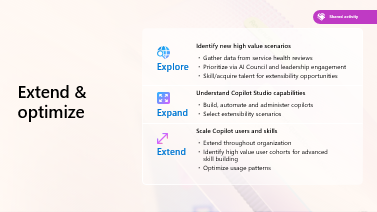 Shared activity
Extend &
optimize
Explore
Identify new high value scenarios
• Gather data from service health reviews
• Prioritize via AI Council and leadership engagement
• Skill/acquire talent for extensibility opportunities
Expand
Understand Copilot Studio capabilities
• Build, automate and administer copilots
• Select extensibility scenarios
Extend
Scale Copilot users and skills
• Extend throughout organization
• Identify high value user cohorts for advanced
skill building
• Optimize usage patterns